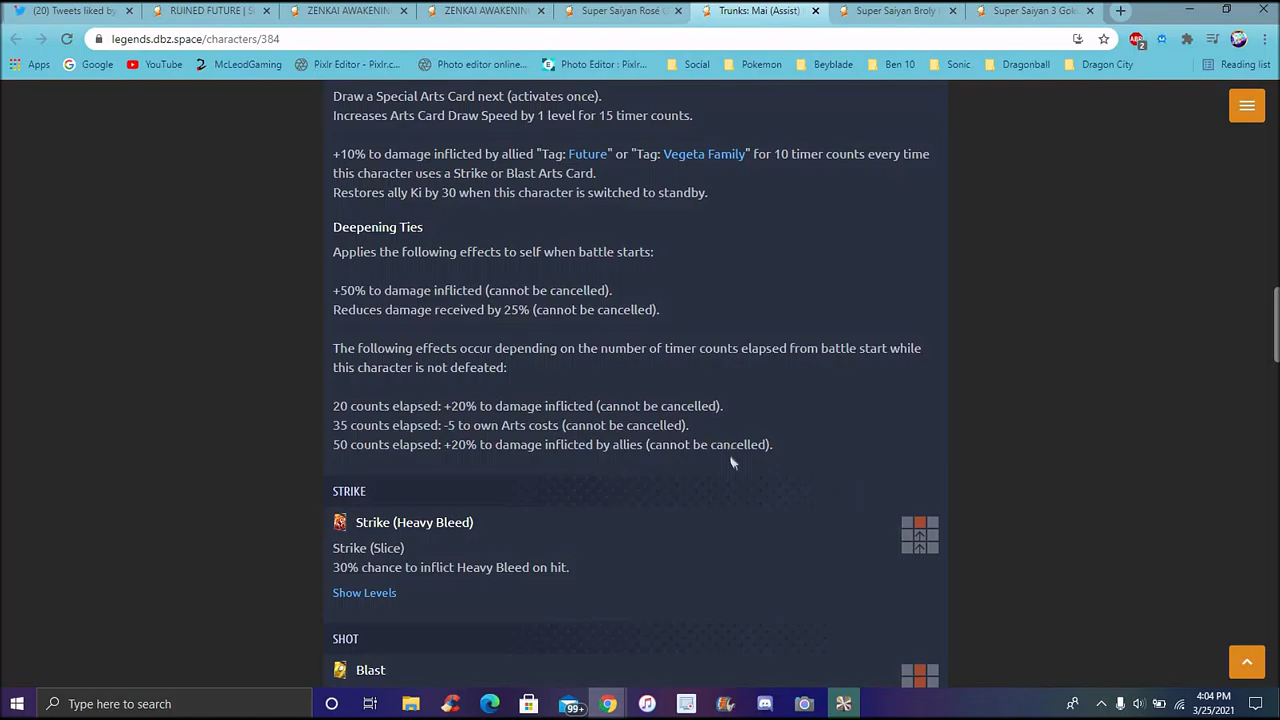 (20) Tweets liked by
RUINED FUTURE | S
ZENKAI AWAKENIN
ZENKAI AWAKENIN
Super Saiyan Rosé
Trunks: Mai (Assist)
Super Saiyan Broly
Super Saiyan 3 Gok
legends.dbz.space/characters/384
ABP
2
Apps
Google
YouTube
McLeodGaming
Pixlr Editor - Pixlr.c...
Photo editor online...
Photo Editor : Pixlr...
Social
Pokemon
Beyblade
Ben 10
Sonic
Dragonball
Dragon City
Reading list
Draw a Special Arts Card next (activates once).
Increases Arts Card Draw Speed by 1 level for 15 timer counts.
+10% to damage inflicted by allied "Tag: Future" or "Tag: Vegeta Family" for 10 timer counts every time
this character uses a Strike or Blast Arts Card.
Restores ally Ki by 30 when this character is switched to standby.
Deepening Ties
Applies the following effects to self when battle starts:
+50% to damage inflicted (cannot be cancelled).
Reduces damage received by 25% (cannot be cancelled).
The following effects occur depending on the number of timer counts elapsed from battle start while
this character is not defeated:
20 counts elapsed: +20% to damage inflicted (cannot be cancelled).
35 counts elapsed: -5 to own Arts costs (cannot be cancelled).
50 counts elapsed: +20% to damage inflicted by allies (cannot be cancelled).
STRIKE
Strike (Heavy Bleed)
Strike (Slice)
30% chance to inflict Heavy Bleed on hit.
Show Levels
SHOT
Blast
Type here to search
99+
4:04 PM
3/25/2021